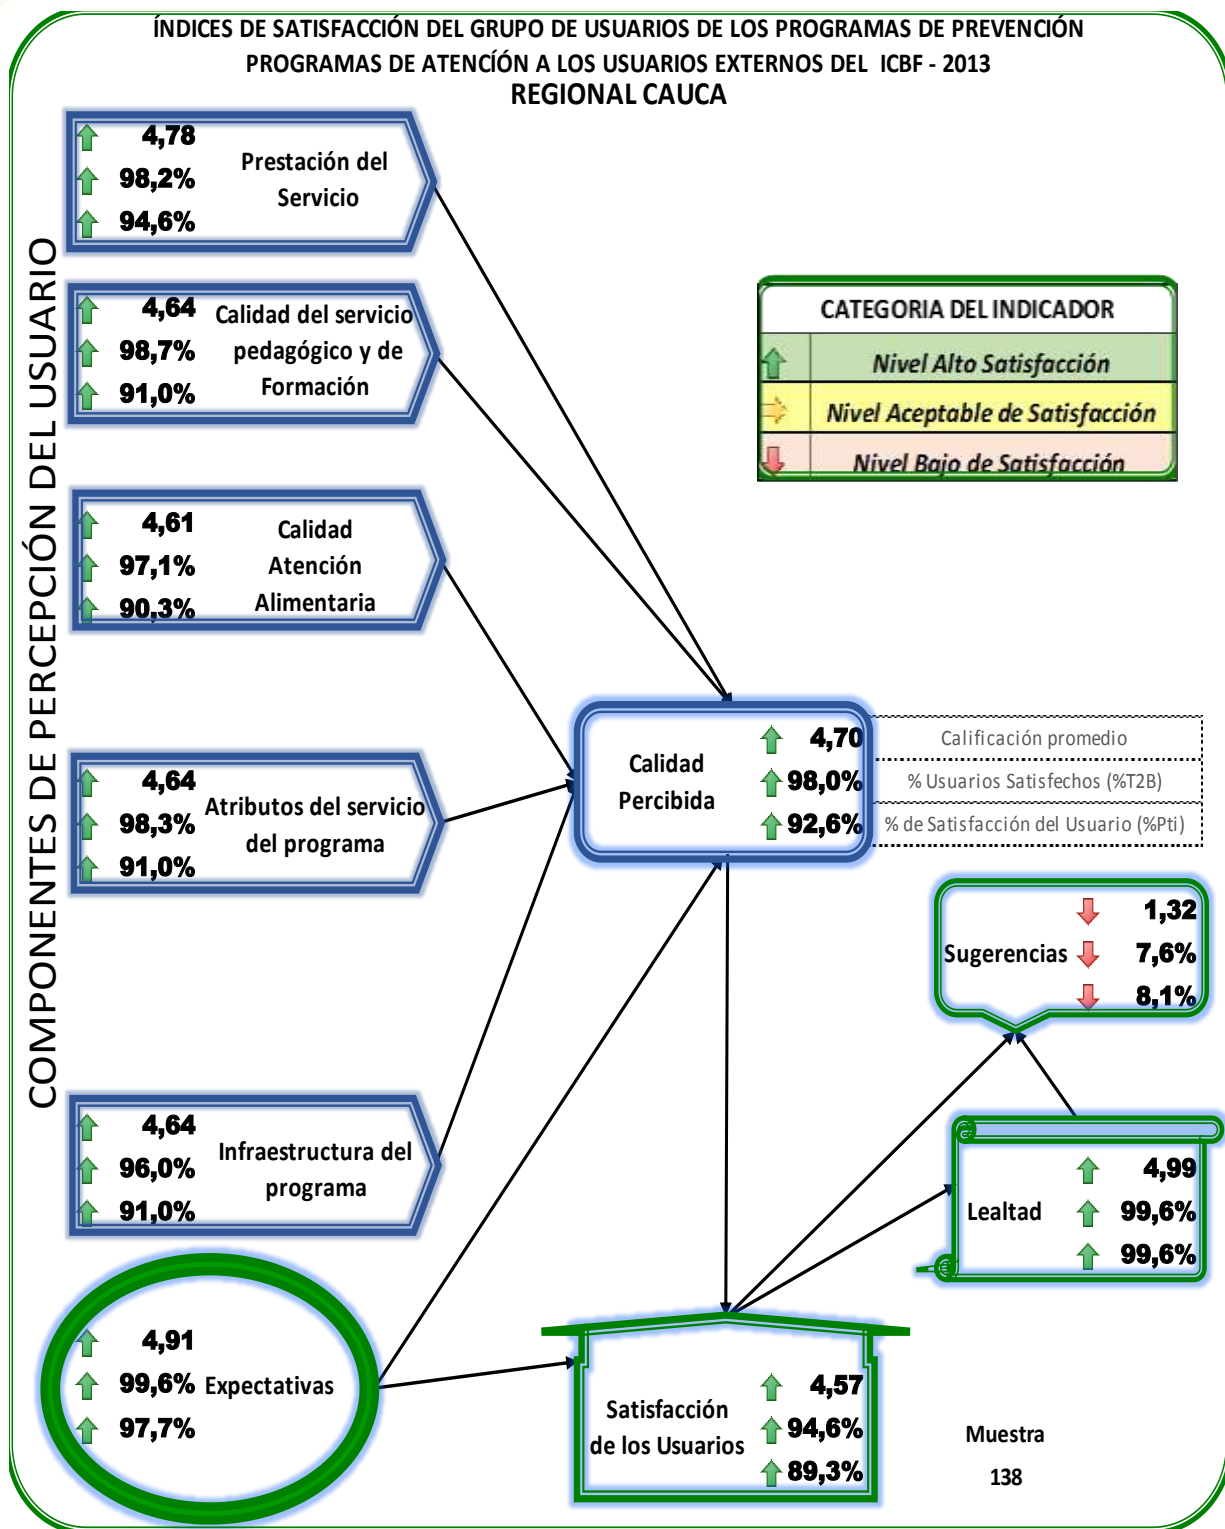 ÍNDICES DE SATISFACCIÓN DEL GRUPO DE USUARIOS DE LOS PROGRAMAS DE PREVENCIÓN
PROGRAMAS DE ATENCÍÓN A LOS USUARIOS EXTERNOS DEL ICBF - 2013
REGIONAL CAUCA
COMPONENTES DE PERCEPCIÓN DEL USUARIO
4,78
98,2%
94,6%
Prestación del
Servicio
4,64
98,7%
91,0%
Calidad del servicio
pedagógico y de
Formación
CATEGORIA DEL INDICADOR
Nivel Alto Satisfacción
Nivel Aceptable de Satisfacción
Nivel Bajo de Satisfacción
4,61
97,1%
90,3%
Calidad
Atención
Alimentaria
4,64
98,3%
91,0%
Atributos del servicio
del programa
Calidad
Percibida
4,70
98,0%
92,6%
Calificación promedio
% Usuarios Satisfechos (%T2B)
% de Satisfacción del Usuario (%Pti)
Sugerencias
1,32
7,6%
8,1%
4,64
96,0%
91,0%
Infraestructura del
programa
Lealtad
4,99
99,6%
99,6%
4,91
99,6%
97,7%
Expectativas
Satisfacción
de los Usuarios
4,57
94,6%
89,3%
Muestra
138